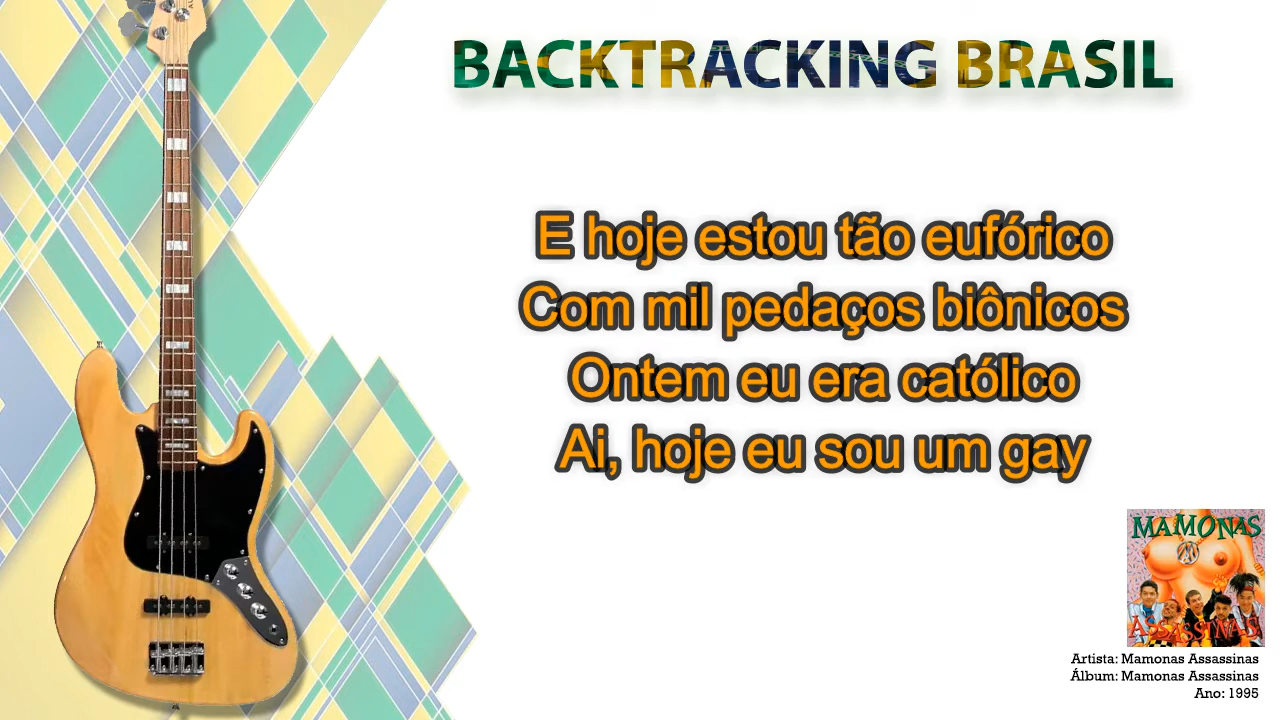 BACKTRACKING BRASIL
E hoje estou tão eufórico
Com mil pedaços biônicos
Ontem eu era católico
Ai, hoje eu sou um gay
MAMONAS
ASSASSINAS
Artista: Mamonas Assassinas
Álbum: Mamonas Assassinas
Ano: 1995